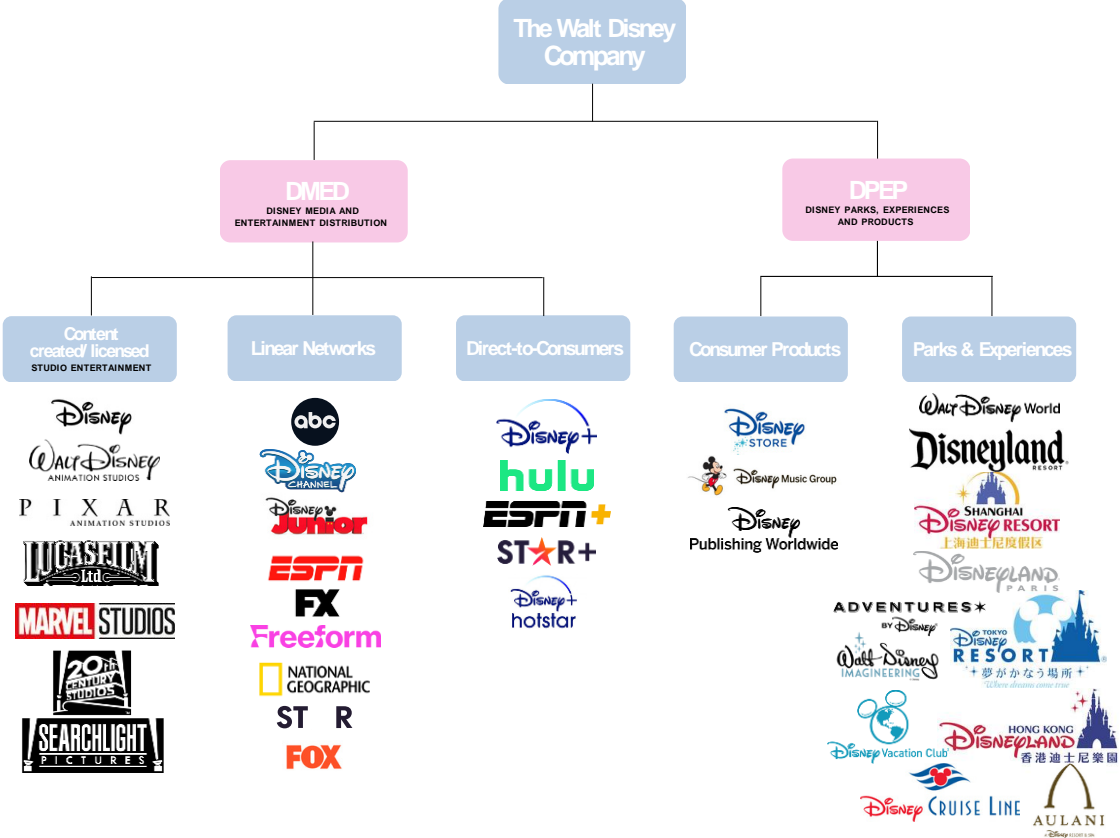 The Walt Disney
Company
DMED
DISNEY MEDIA AND
ENTERTAINMENT DISTRIBUTION
DPEP
DISNEY PARKS, EXPERIENCES
AND PRODUCTS
Content
created/ licensed
STUDIO ENTERTAINMENT
Linear Networks
Direct-to-Consumers
Consumer Products
Parks & Experiences
Disney
WALT DISNEY
ANIMATION STUDIOS
PIXAR
ANIMATION STUDIOS
LUCASFILM
Ltd
MARVEL STUDIOS
20th
CENTURY
STUDIOS
SEARCHLIGHT
PICTURES
abc
Disney
CHANNEL
Disney
Junior
ESPN
FX
Freeform
NATIONAL
GEOGRAPHIC
ST R
FOX
Disney+
hulu
ESPN+
ST★R+
Disney+
hotstar
Disney
STORE
Disney Music Group
Disney
Publishing Worldwide
Walt Disney World
Disneyland
RESORT
SHANGHAI
DISNEY RESORT
上海迪士尼度假区
DISNEYLAND
PARIS
ADVENTURES
BY Disney
Walt Disney
IMAGINEERING
TOKYO
Disney
RESORT
夢がかなう場所
Where dreams come true
Disney Vacation Club
HONG KONG
DISNEYLAND
香港迪士尼樂園
Disney CRUISE LINE
AULANI
A Disney RESORT & SPA